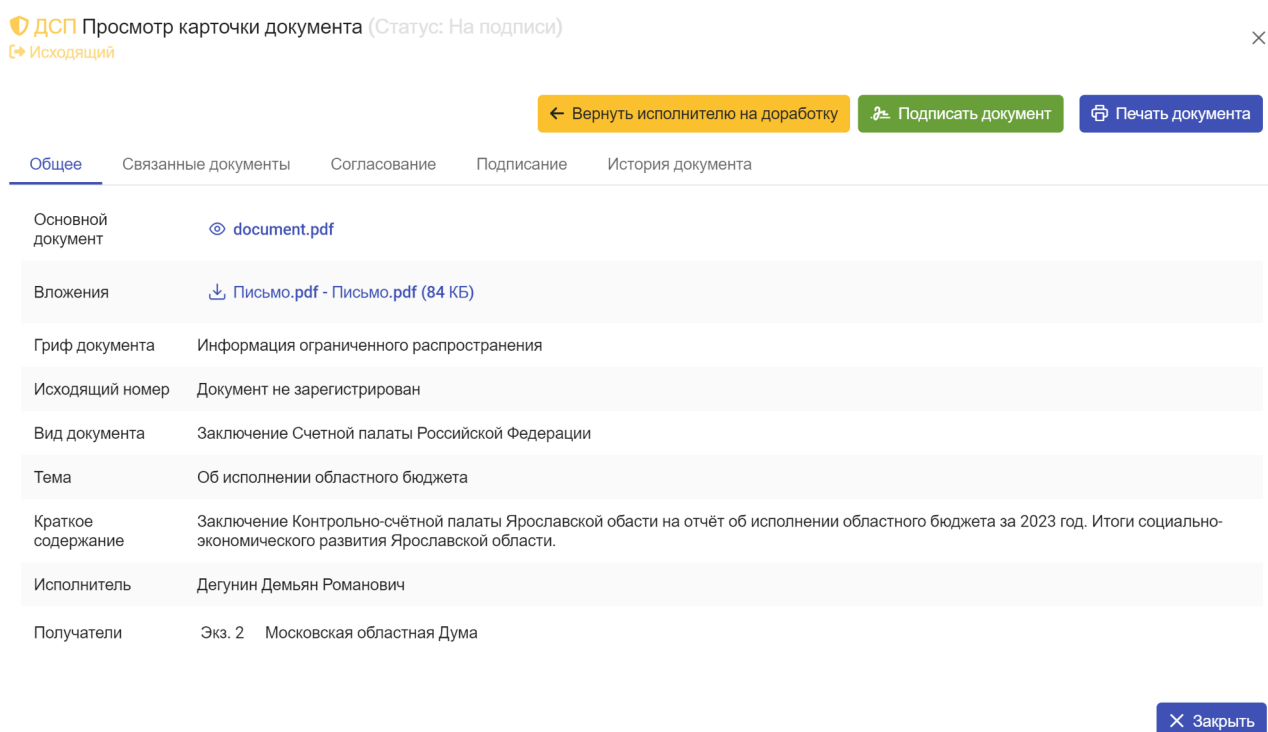 ДСП Просмотр карточки документа (Статус: На подписи)
Исходящий
Вернуть исполнителю на доработку
Подписать документ
Печать документа
Общее
Связанные документы
Согласование
Подписание
История документа
Основной
документ
document.pdf
Вложения
Письмо.pdf - Письмо.pdf (84 КБ)
Гриф документа
Информация ограниченного распространения
Исходящий номер
Документ не зарегистрирован
Вид документа
Заключение Счетной палаты Российской Федерации
Тема
Об исполнении областного бюджета
Краткое
содержание
Заключение Контрольно-счётной палаты Ярославской обасти на отчёт об исполнении областного бюджета за 2023 год. Итоги социально-
экономического развития Ярославской области.
Исполнитель
Дегунин Демьян Романович
Получатели
Экз. 2 Московская областная Дума
Закрыть